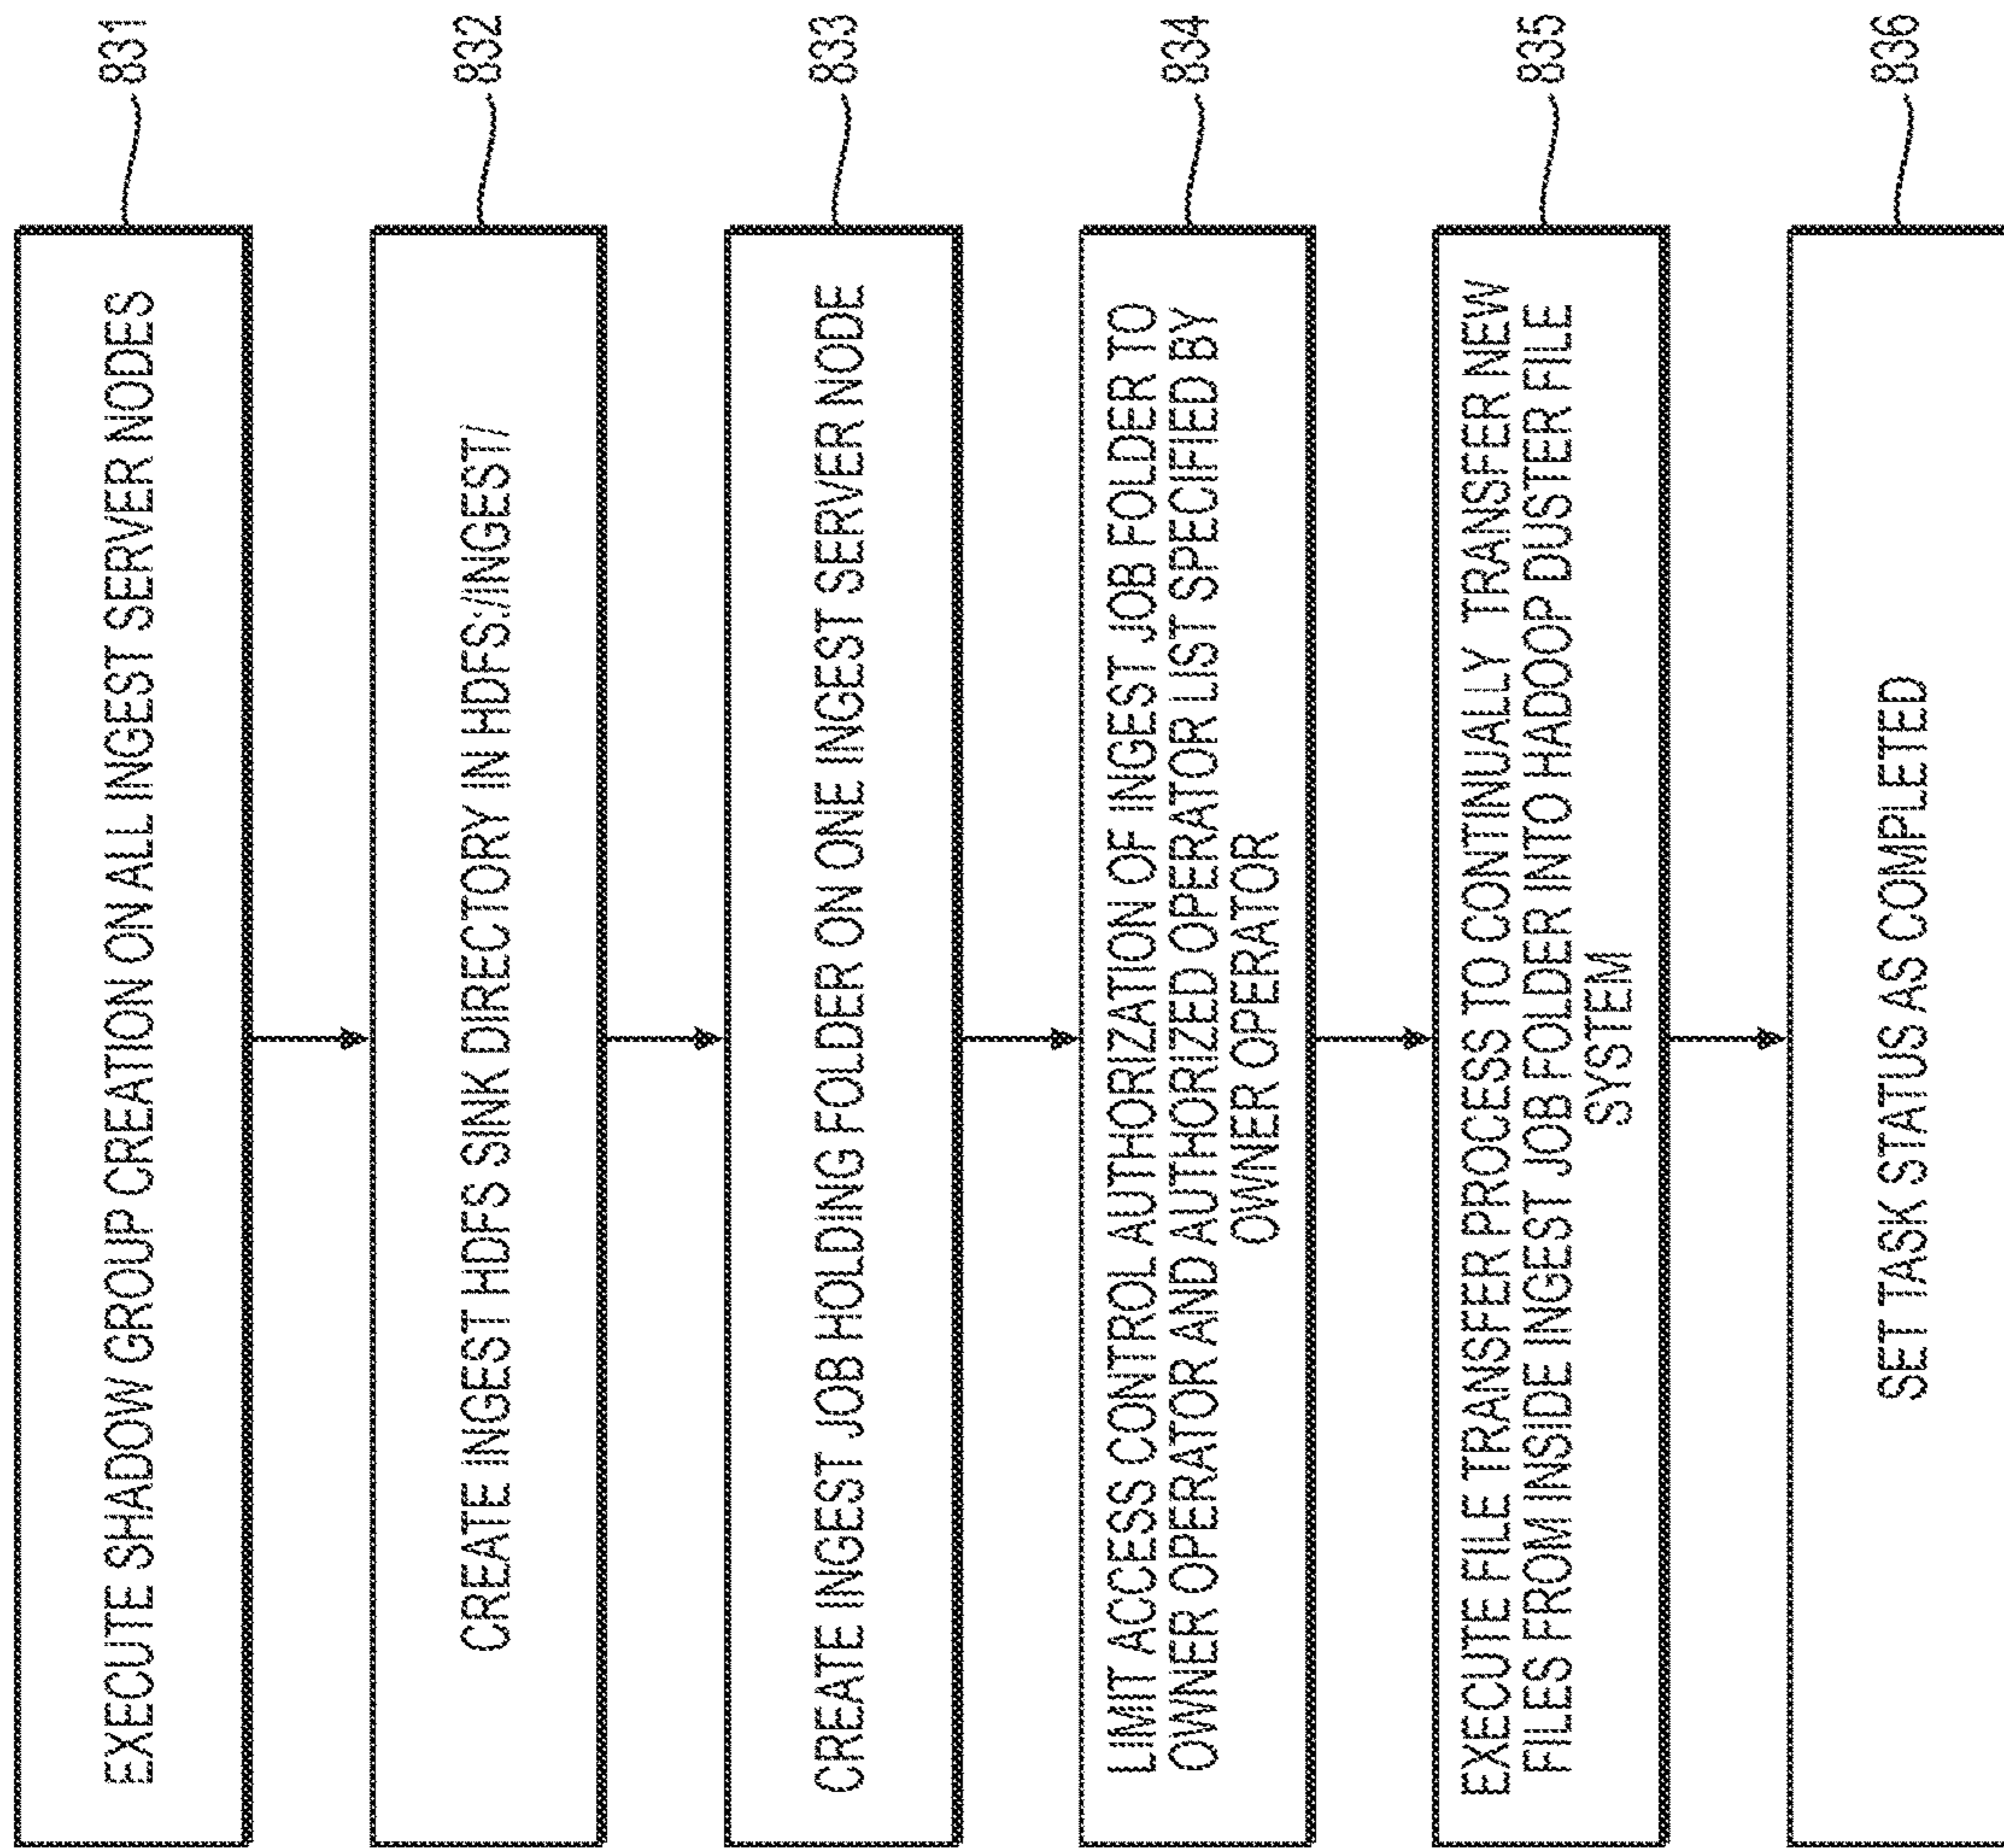 EXECUTE SHADOW GROUP CREATION ON ALL INGEST SERVER NODES
831
CREATE INGEST HDFS SINK DIRECTORY IN HDFS:/INGEST/
832
CREATE INGEST JOB HOLDING FOLDER ON ONE INGEST SERVER NODE
833
LIMIT ACCESS CONTROL AUTHORIZATION OF INGEST JOB FOLDER TO
OWNER OPERATOR AND AUTHORIZED OPERATOR LIST SPECIFIED BY
OWNER OPERATOR
834
EXECUTE FILE TRANSFER PROCESS TO CONTINUALLY TRANSFER NEW
FILES FROM INSIDE INGEST JOB FOLDER INTO HADOOP DUSTER FILE
SYSTEM
835
SET TASK STATUS AS COMPLETED
836